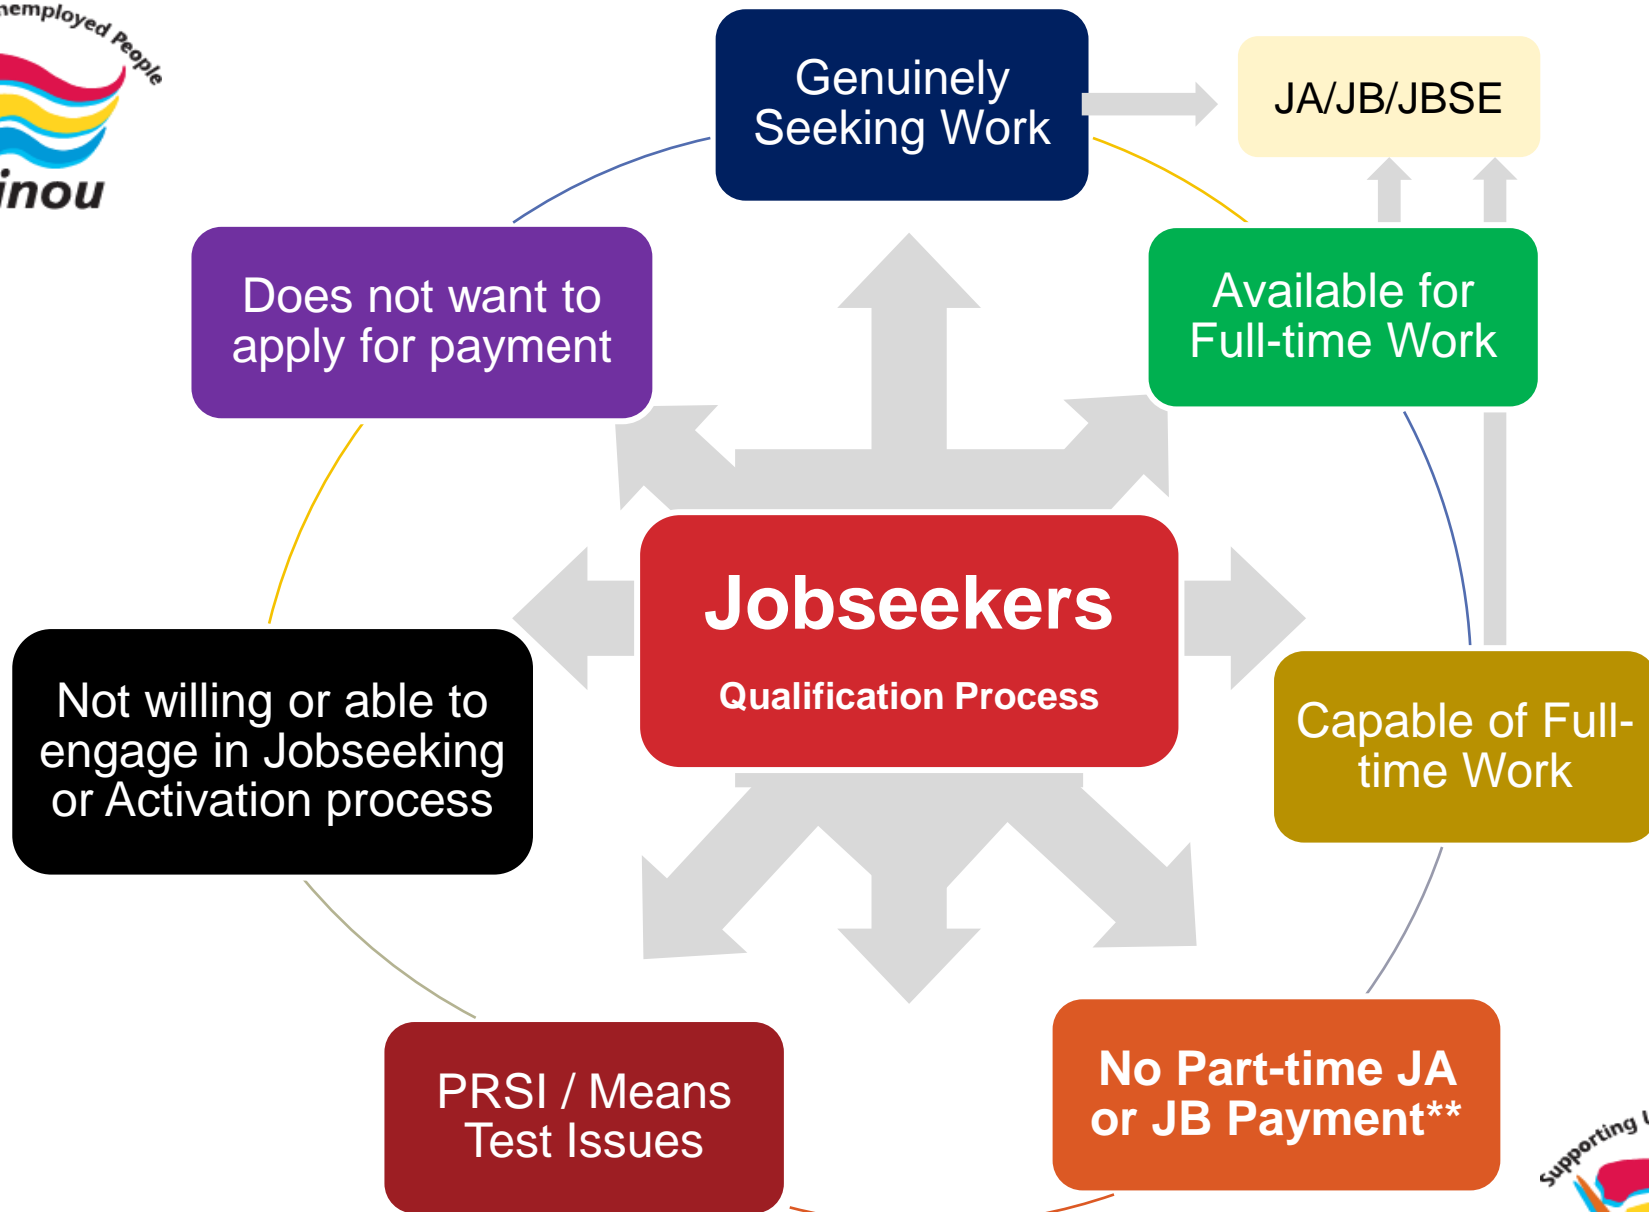 People
inou
Genuinely
Seeking Work
JA/JB/JBSE
Does not want to
apply for payment
Available for
Full-time Work
Jobseekers
Qualification Process
Not willing or able to
engage in Jobseeking
or Activation process
Capable of Full-
time Work
PRSI / Means
Test Issues
No Part-time JA
or JB Payment**
Supporting